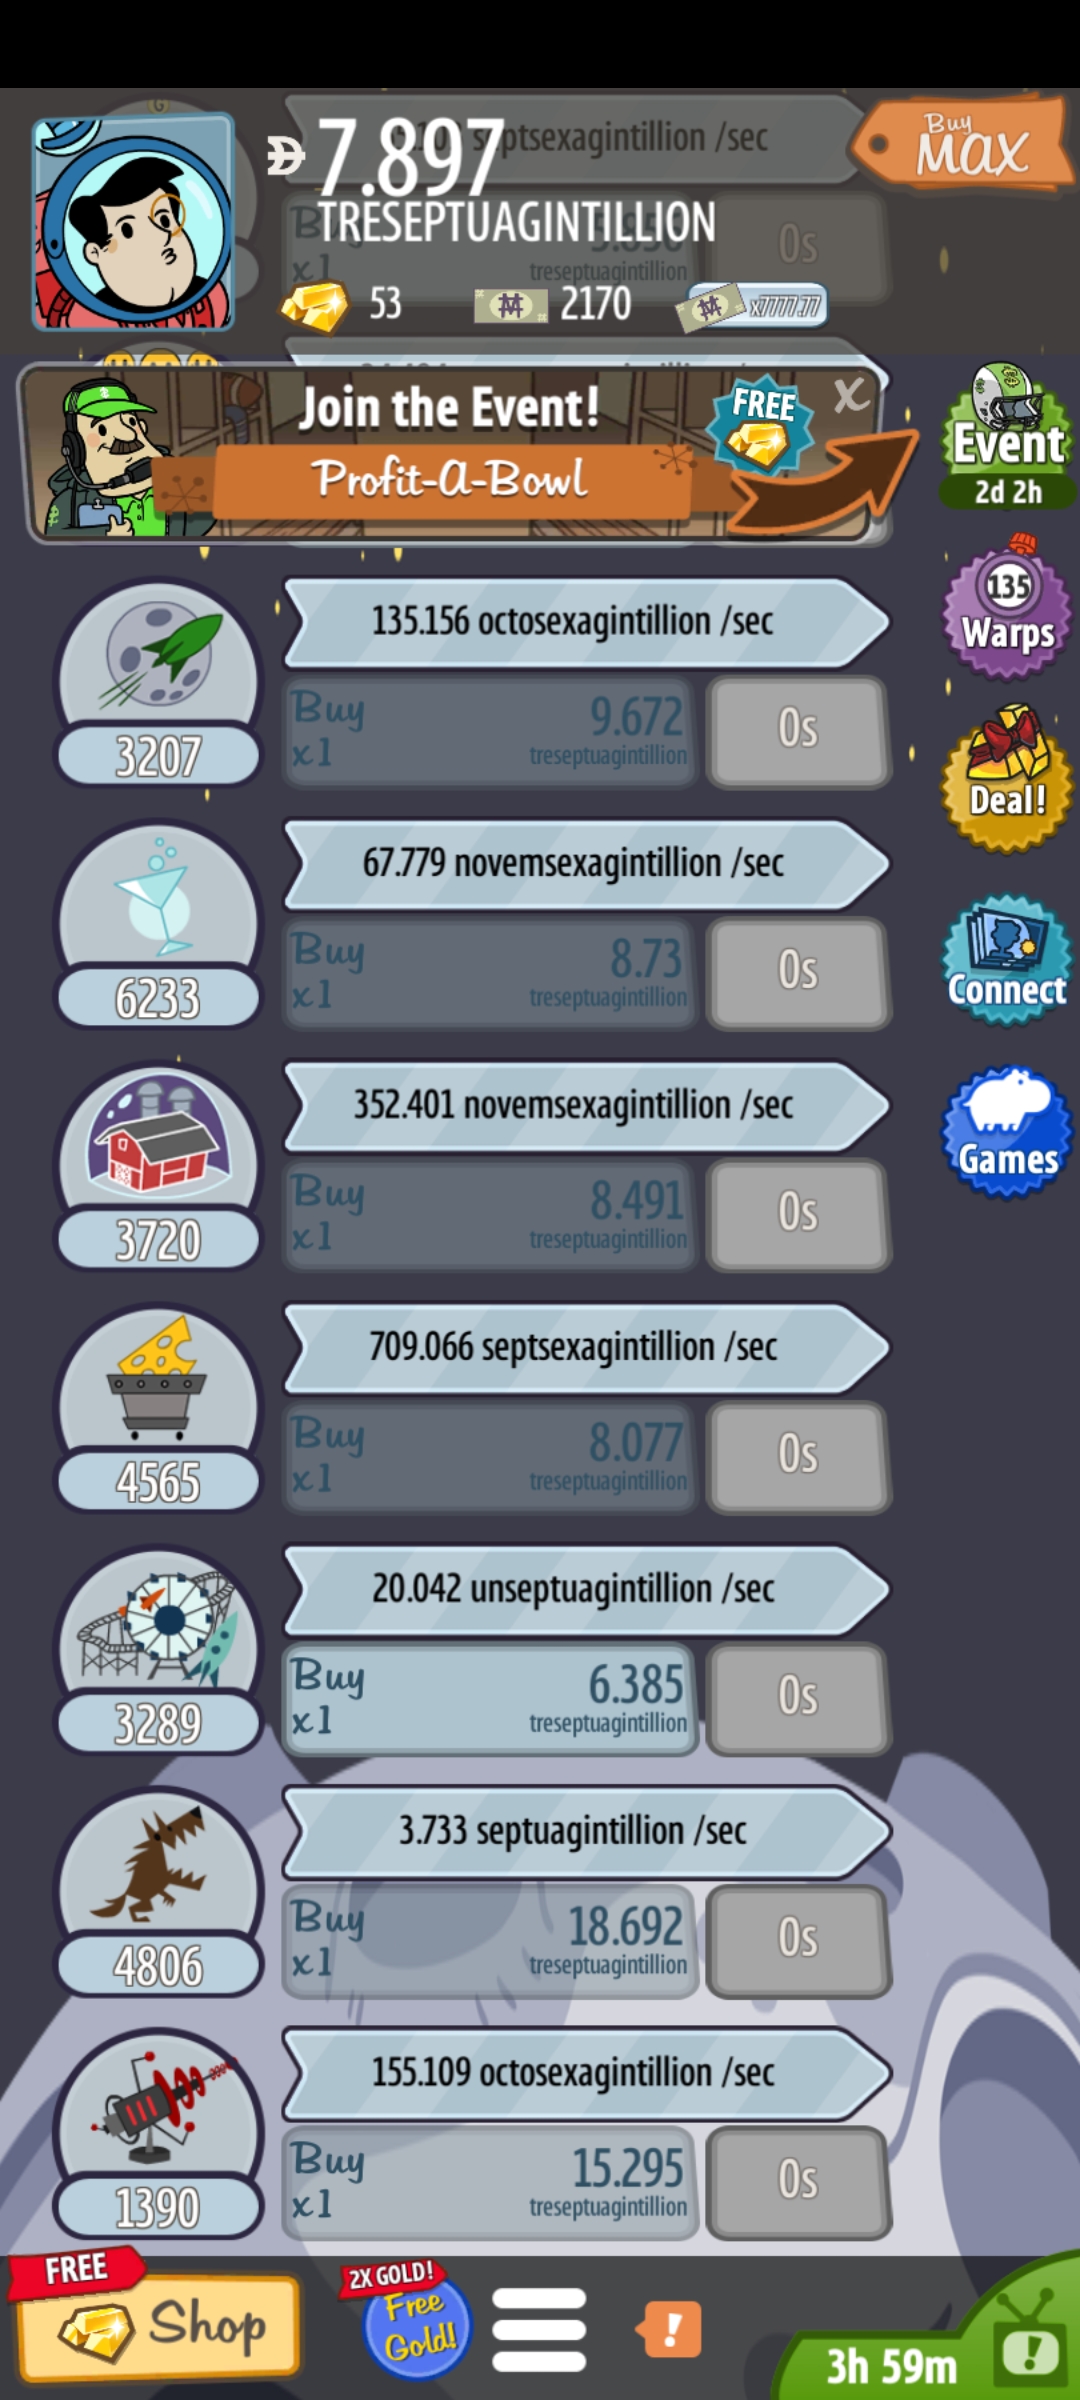 septsexagintillion /sec
7.897
TRESEPTUAGINTILLION
Buy
MAX
x1
treseptuagintillion
0s
53
2170
x7777.77
Join the Event!
FREE
X
Profit-A-Bowl
Event
2d 2h
135
Warps
Deal!
Connect
Games
135.156 octosexagintillion /sec
Buy
x1
9.672
treseptuagintillion
0s
3207
67.779 novemsexagintillion /sec
Buy
x1
8.73
treseptuagintillion
0s
6233
352.401 novemsexagintillion /sec
Buy
x1
8.491
treseptuagintillion
0s
3720
709.066 septsexagintillion /sec
Buy
x1
8.077
treseptuagintillion
0s
4565
20.042 unseptuagintillion /sec
Buy
x1
6.385
treseptuagintillion
0s
3289
3.733 septuagintillion /sec
Buy
x1
18.692
treseptuagintillion
0s
4806
155.109 octosexagintillion /sec
Buy
x1
15.295
treseptuagintillion
0s
1390
FREE
Shop
2X GOLD!
Free
Gold!
!
3h 59m
!